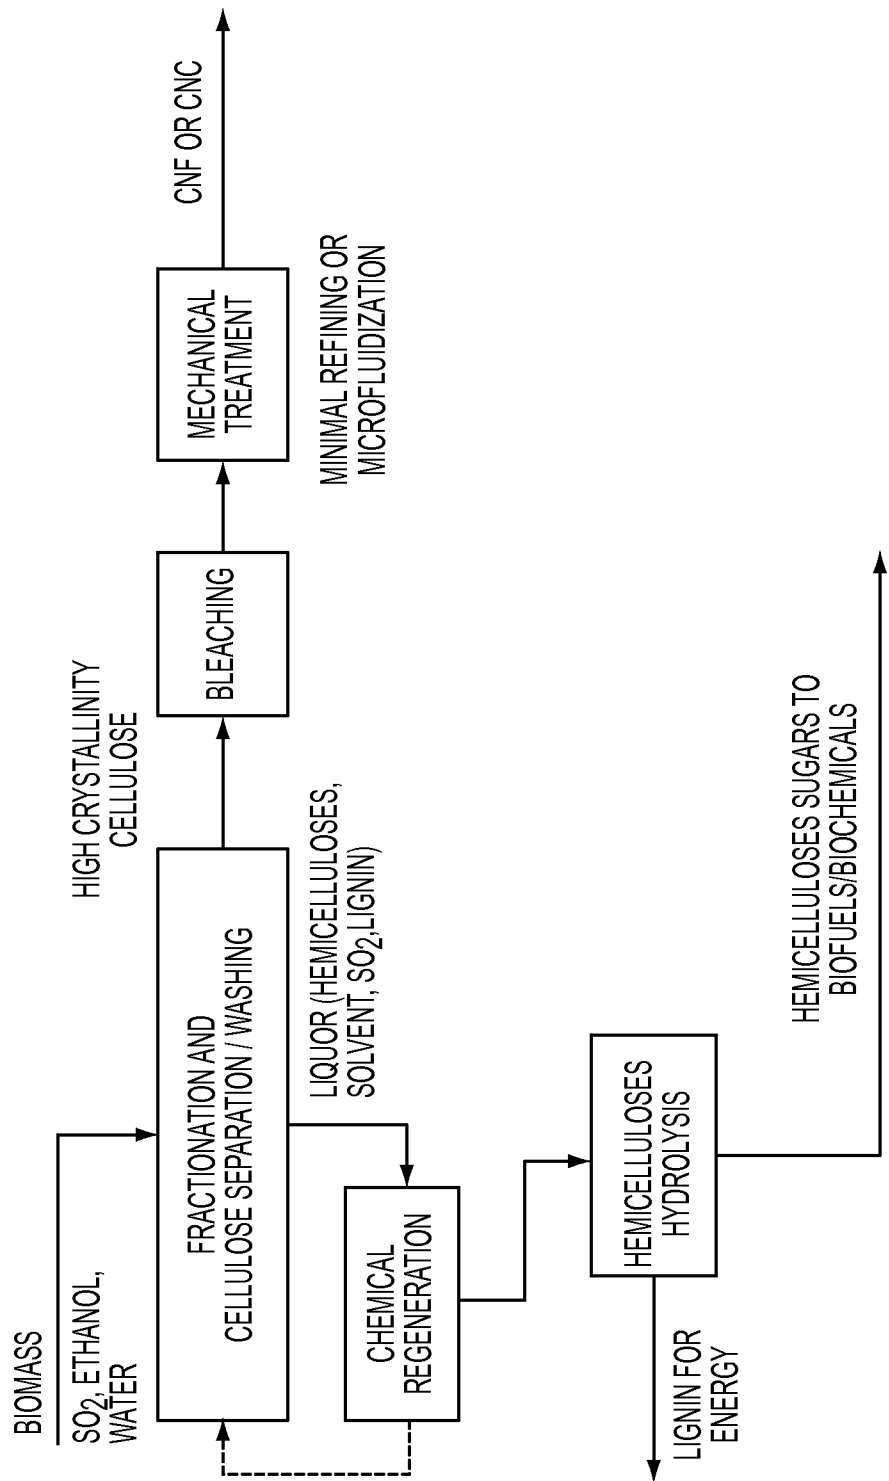 BIOMASS
SO2, ETHANOL,
WATER
FRACTIONATION AND
CELLULOSE SEPARATION / WASHING
HIGH CRYSTALLINITY
CELLULOSE
BLEACHING
MECHANICAL
TREATMENT
CNF OR CNC
MINIMAL REFINING OR
MICROFLUIDIZATION
LIQUOR (HEMICELLULOSES,
SOLVENT, SO2,LIGNIN)
CHEMICAL
REGENERATION
HEMICELLULOSES
HYDROLYSIS
LIGNIN FOR
ENERGY
HEMICELLULOSES SUGARS TO
BIOFUELS/BIOCHEMICALS